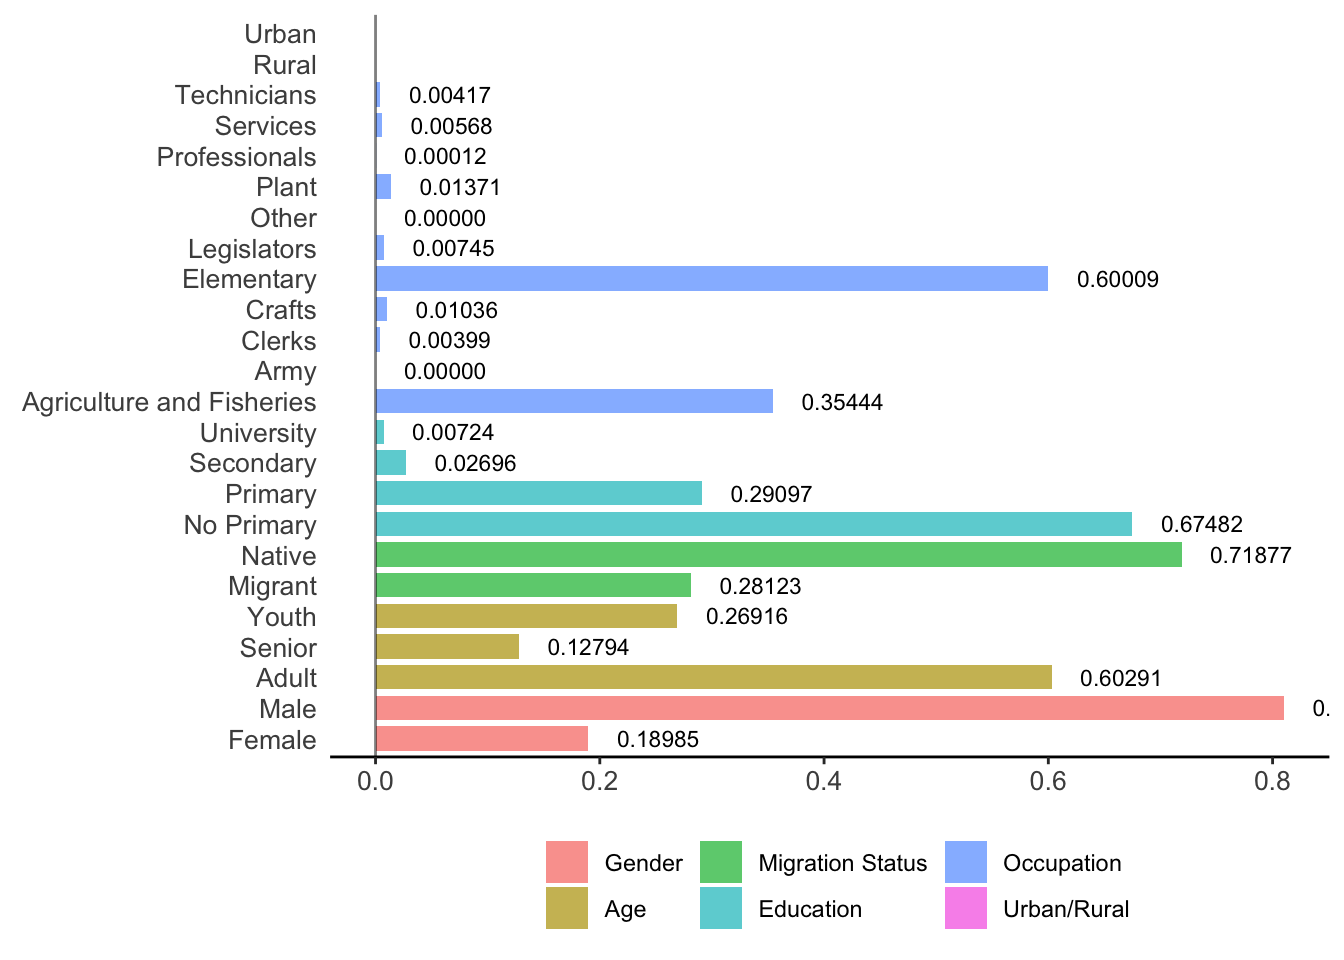 Urban
Rural
Technicians 0.00417
Services 0.00568
Professionals 0.00012
Plant 0.01371
Other 0.00000
Legislators 0.00745
Elementary 0.60009
Crafts 0.01036
Clerks 0.00399
Army 0.00000
Agriculture and Fisheries 0.35444
University 0.00724
Secondary 0.02696
Primary 0.29097
No Primary 0.67482
Native 0.71877
Migrant 0.28123
Youth 0.26916
Senior 0.12794
Adult 0.60291
Male 0.
Female 0.18985
0.0 0.2 0.4 0.6 0.8
Gender Migration Status Occupation
Age Education Urban/Rural